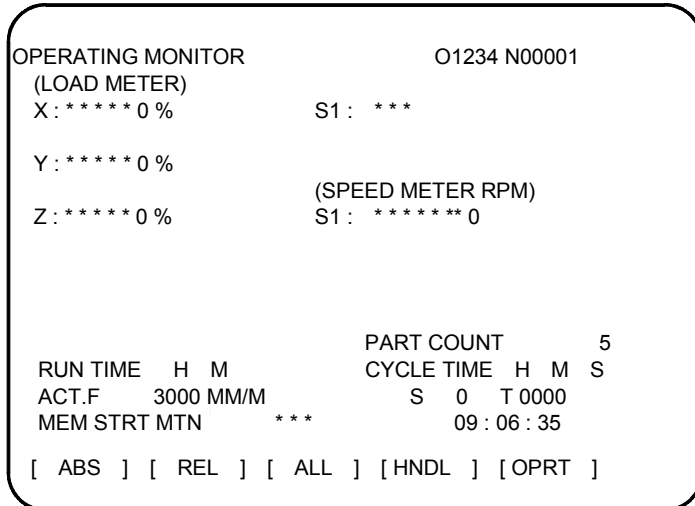 OPERATING MONITOR O1234 N00001
(LOAD METER)
X : * * * * * 0 % S1 : * * *
Y : * * * * * 0 %
(SPEED METER RPM)
Z : * * * * * 0 % S1 : * * * * * ** 0
PART COUNT 5
RUN TIME H M CYCLE TIME H M S
ACT.F 3000 MM/M S 0 T 0000
MEM STRT MTN * * * 09 : 06 : 35
[ ABS ] [ REL ] [ ALL ] [ HNDL ] [ OPRT ]